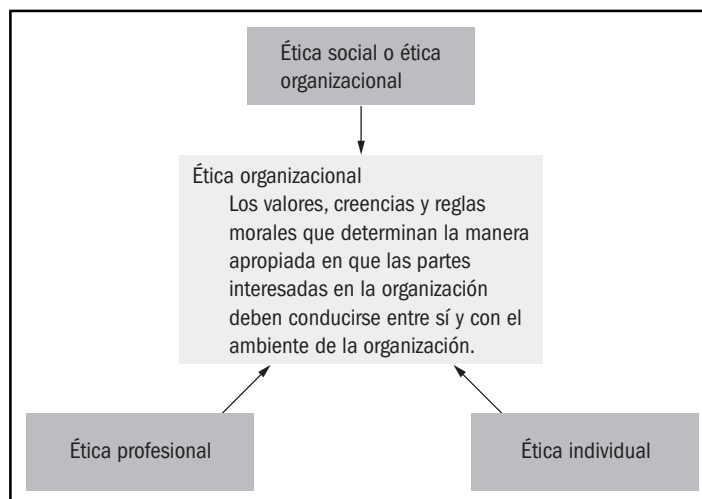 Ética social o ética
organizacional
Ética organizacional
Los valores, creencias y reglas
morales que determinan la manera
apropiada en que las partes
interesadas en la organización
deben conducirse entre sí y con el
ambiente de la organización.
Ética profesional
Ética individual